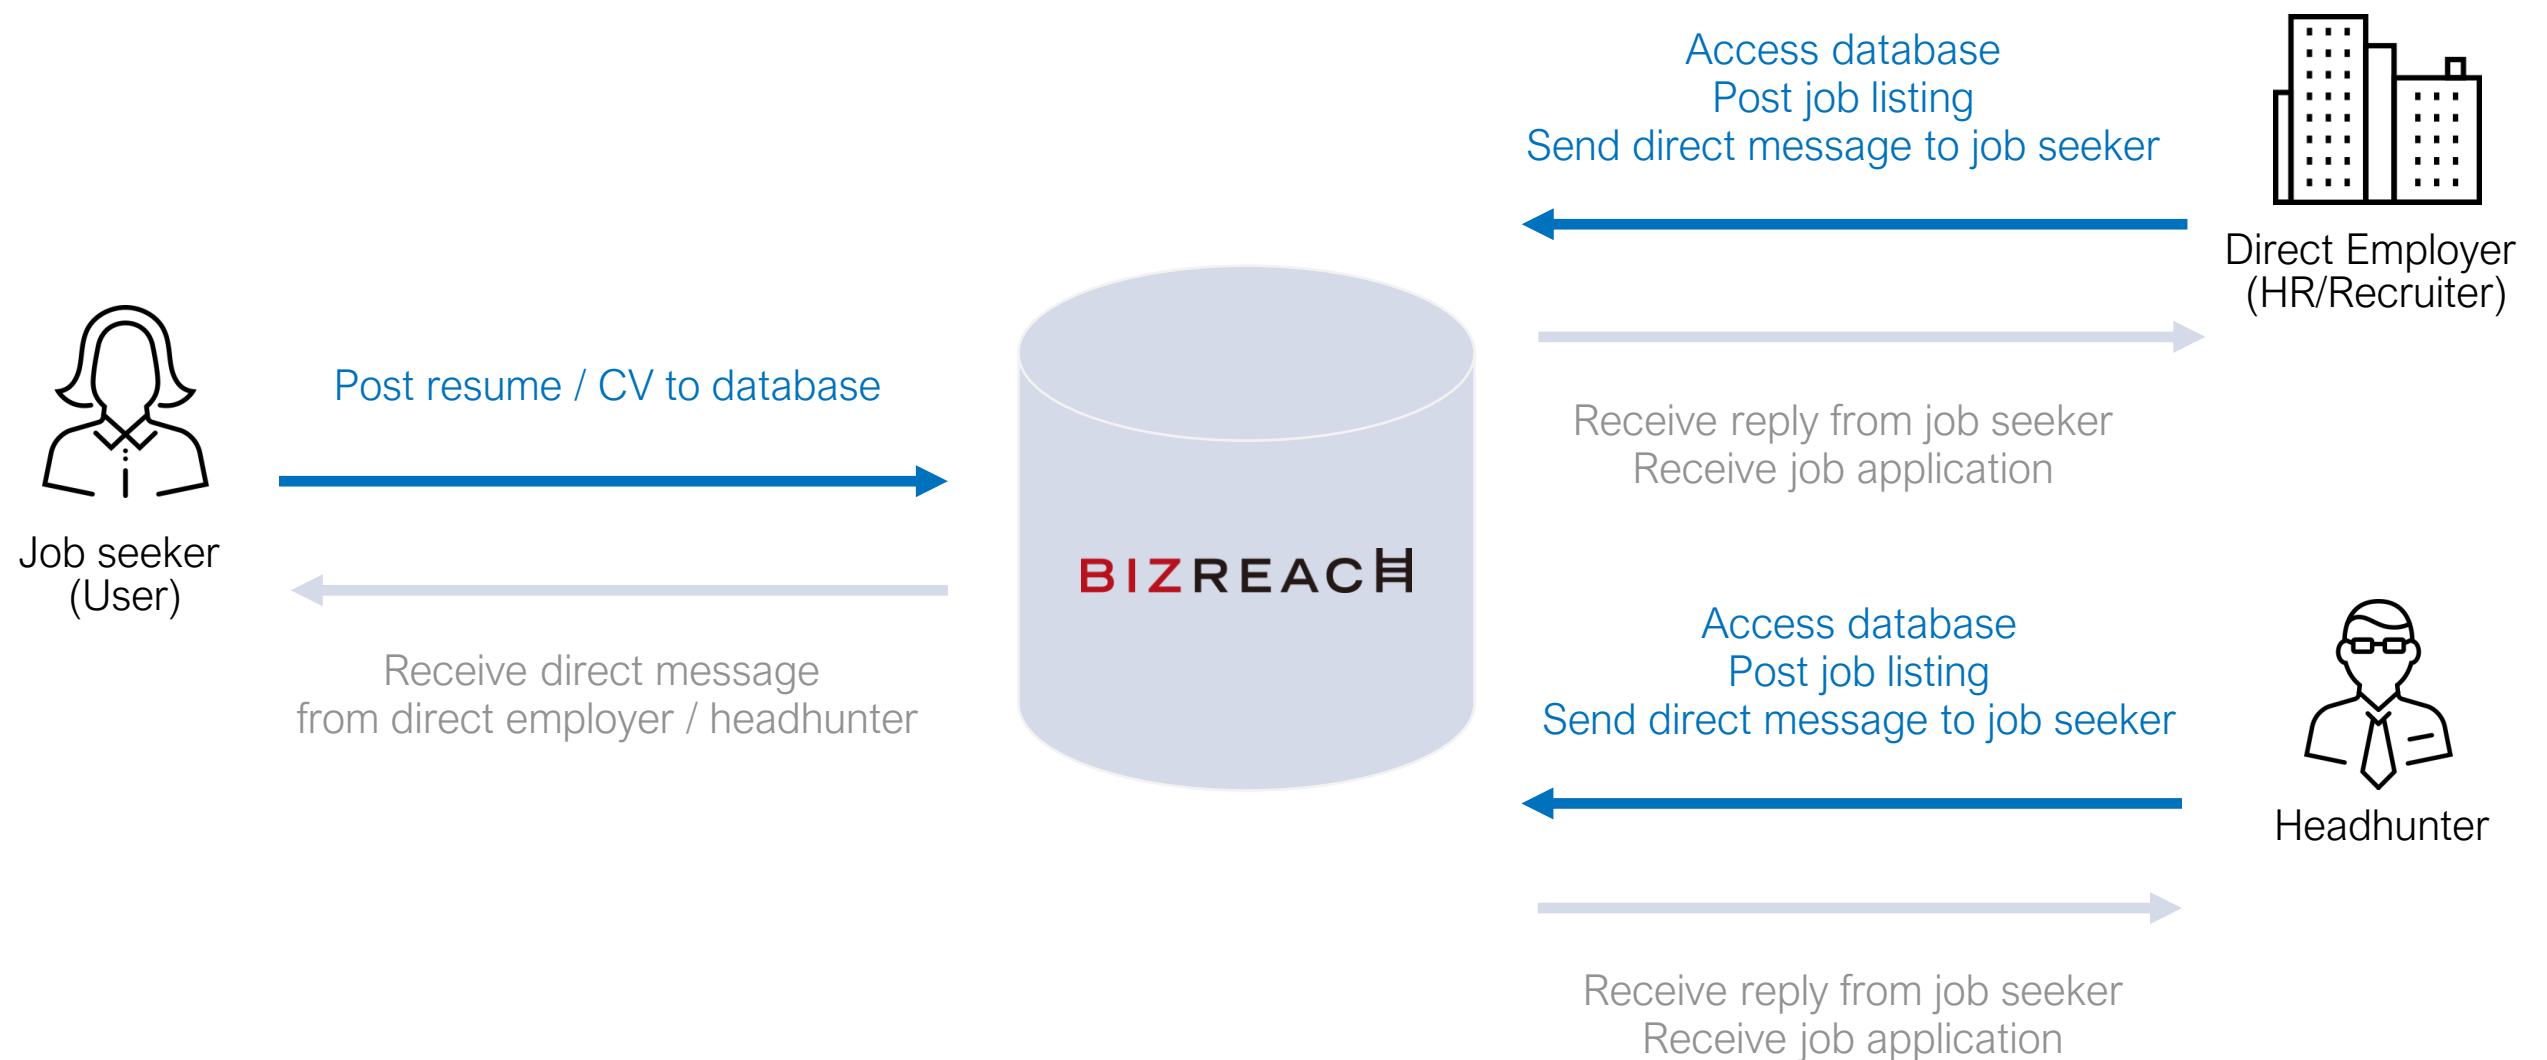 Job seeker
(User)
Post resume / CV to database
Receive direct message
from direct employer / headhunter
BIZREACH
Access database
Post job listing
Send direct message to job seeker
Direct Employer
(HR/Recruiter)
Receive reply from job seeker
Receive job application
Access database
Post job listing
Send direct message to job seeker
Headhunter
Receive reply from job seeker
Receive job application